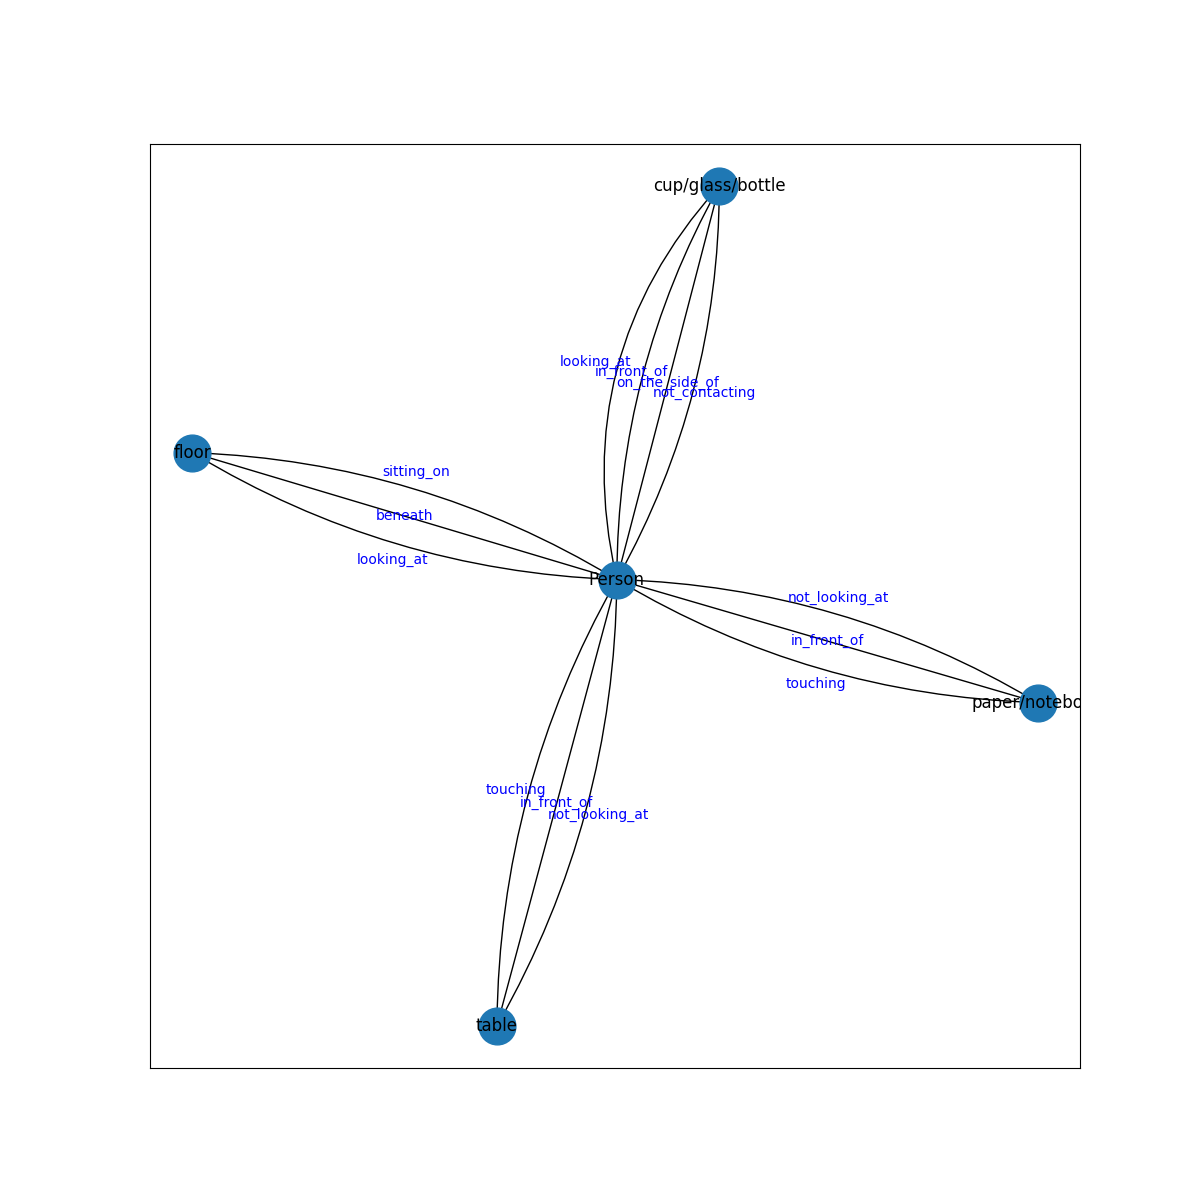 cup/glass/bottle
looking_at
in_front_of
on_the_side_of
not_contacting
floor
sitting_on
beneath
looking_at
Person
not_looking_at
in_front_of
touching
paper/notebo
touching
in_front_of
not_looking_at
table